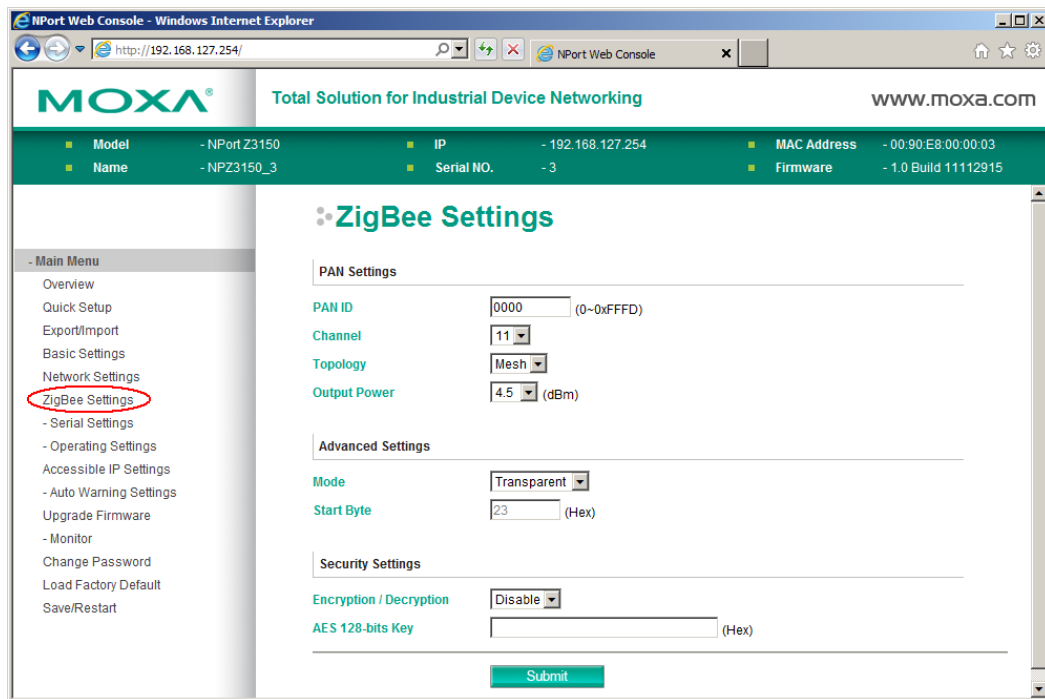 NPort Web Console - Windows Internet Explorer
http://192.168.127.254/
NPort Web Console
MOXA®
Total Solution for Industrial Device Networking
www.moxa.com
Model - NPort Z3150 IP - 192.168.127.254 MAC Address - 00:90:E8:00:00:03
Name - NPZ3150_3 Serial NO. - 3 Firmware - 1.0 Build 11112915
- Main Menu
Overview
Quick Setup
Export/Import
Basic Settings
Network Settings
ZigBee Settings
- Serial Settings
- Operating Settings
Accessible IP Settings
- Auto Warning Settings
Upgrade Firmware
- Monitor
Change Password
Load Factory Default
Save/Restart
ZigBee Settings
PAN Settings
PAN ID 0000 (0~0xFFFD)
Channel 11
Topology Mesh
Output Power 4.5 (dBm)
Advanced Settings
Mode Transparent
Start Byte 23 (Hex)
Security Settings
Encryption / Decryption Disable
AES 128-bits Key (Hex)
Submit